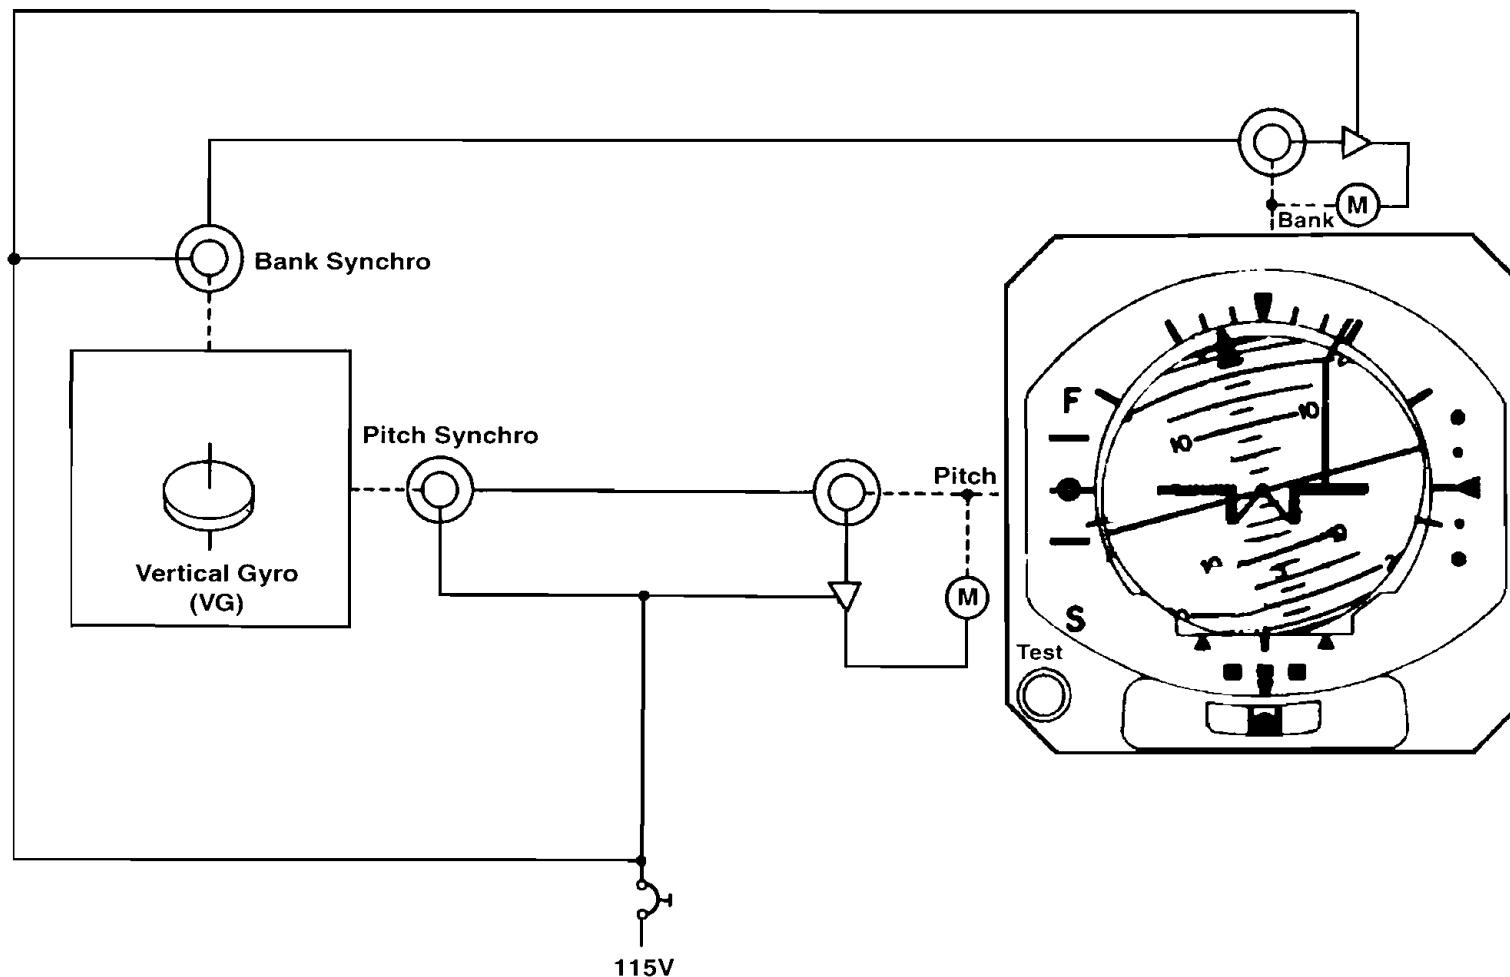 M
Bank
Bank Synchro
F
10
10
Pitch Synchro
Pitch
Vertical Gyro
(VG)
M
S
Test
115V